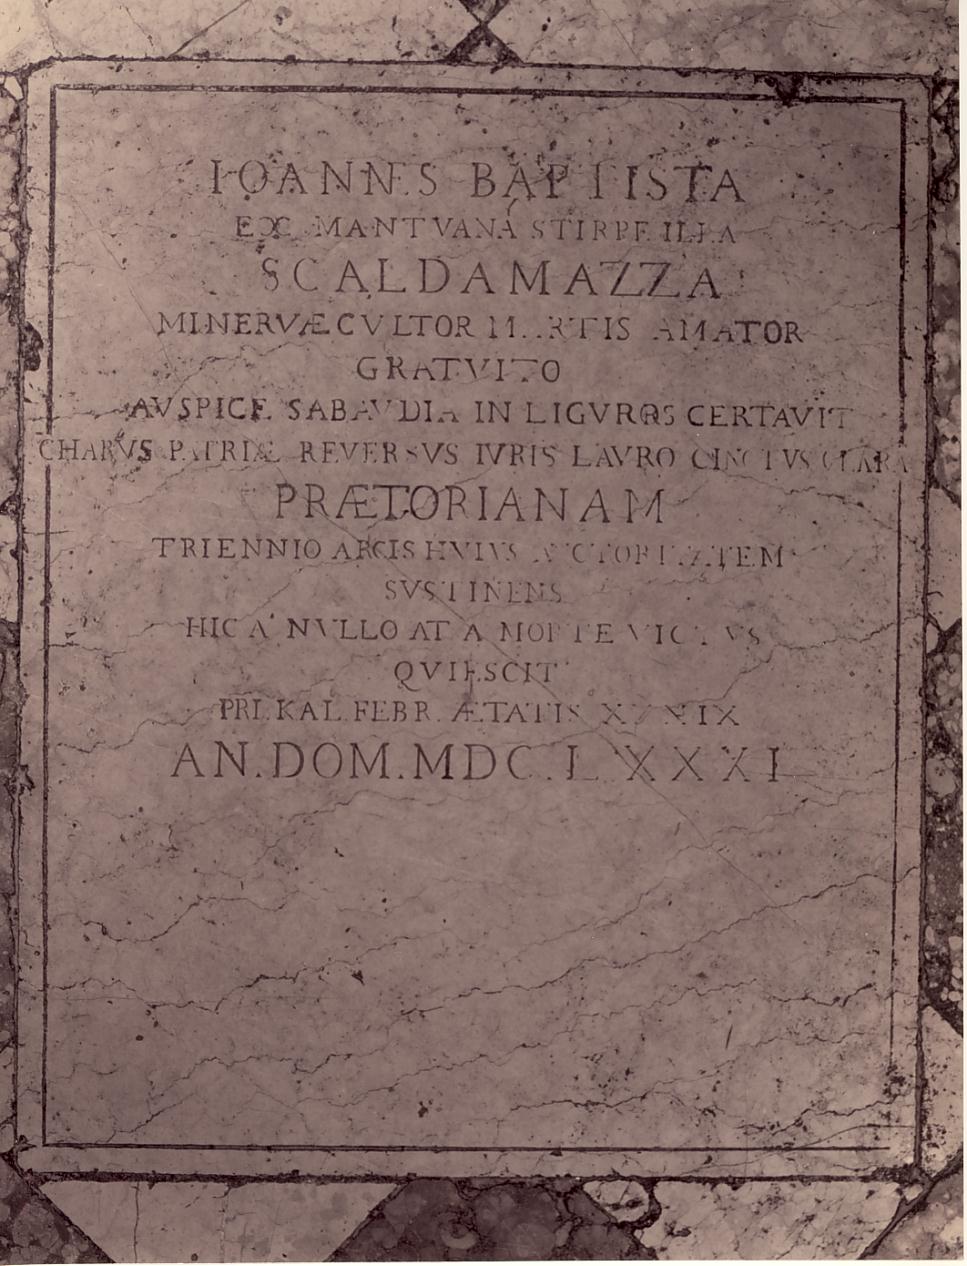 IOANNES BAPTISTA
EX MANTVANA STIRPE ILLA
SCALDAMAZZA
MINERVÆ CVLTOR MARTIS AMATOR
GRATVITO
AVSPICE SABAVDIA IN LIGVRES CERTAVIT
CHARVS PATRIÆ REVERSVS IVRIS LAVRO CINCTVS CLARA
PRÆTORIANAM
TRIENNIO ARCIS HVIVS AVCTORITATEM
SVSTINENS
HIC A NVLLO AT A MORTE VICTVS
QVIESCIT
PRI. KAL. FEBR. ÆTATIS
AN. DOM. MDC.LXXXI